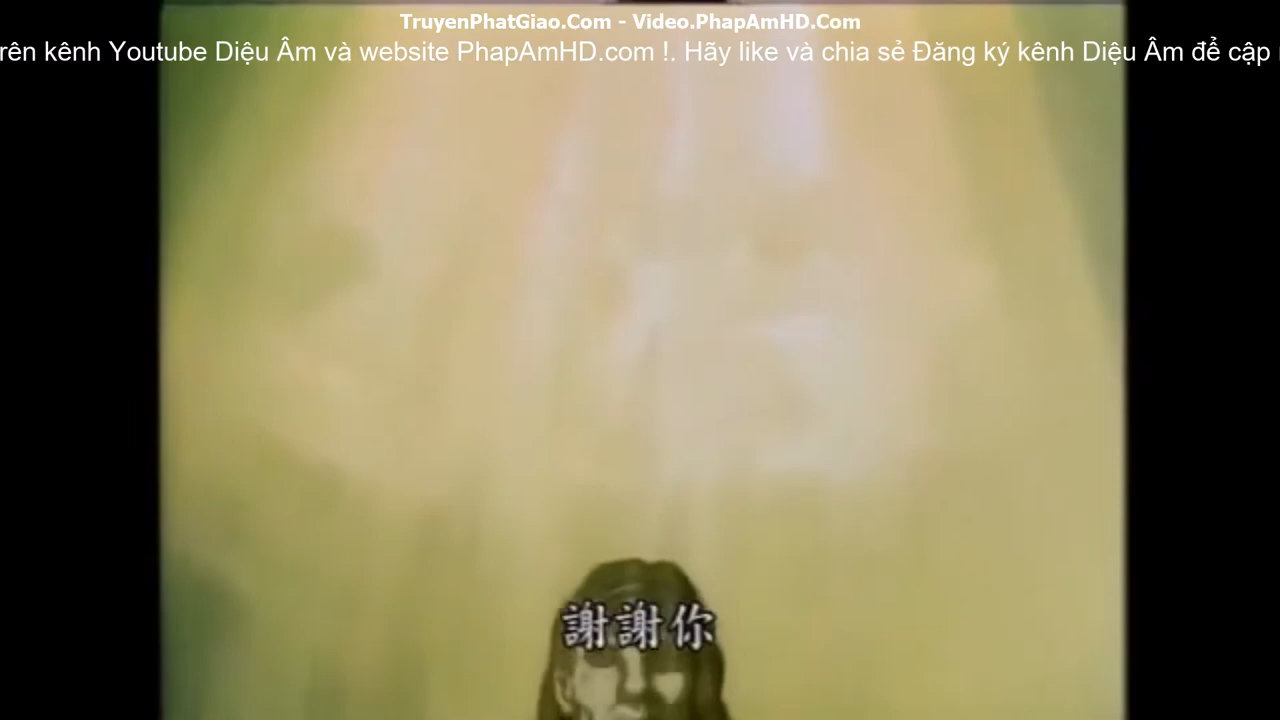 TruyenPhatGiao.Com - Video.PhapAmHD.Com
rên kênh Youtube Diệu Âm và website PhapAmHD.com !. Hãy like và chia sẻ Đăng ký kênh Diệu Âm để cập
謝謝你